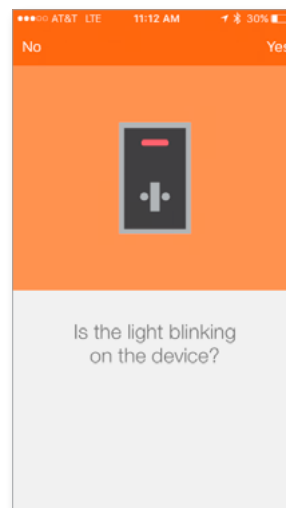 AT&T LTE 11:12 AM 30%
No Yes
Is the light blinking
on the device?